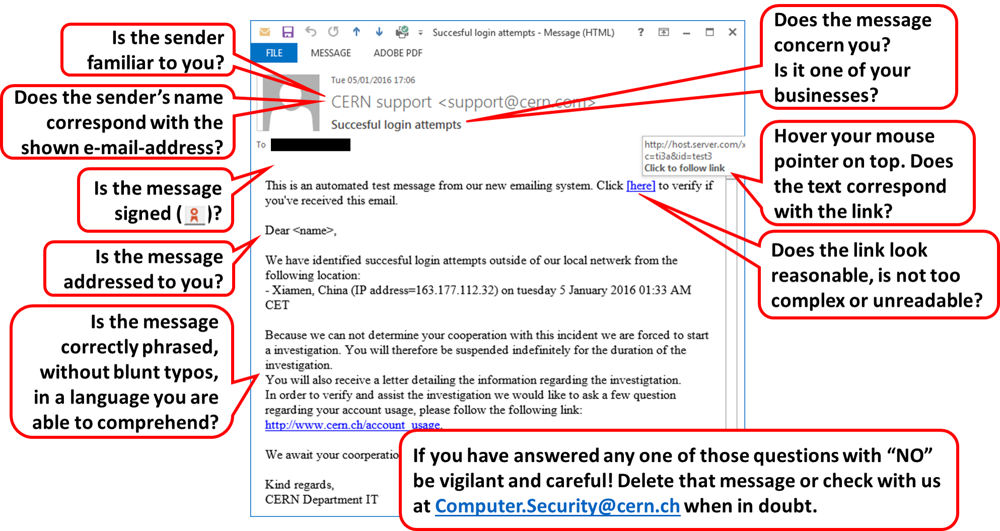 Is the sender
familiar to you?
Does the sender’s name
correspond with the
shown e-mail-address?
Is the message
signed ( )?
Is the message
addressed to you?
Is the message
correctly phrased,
without blunt typos,
in a language you are
able to comprehend?
Succesful login attempts - Message (HTML) ?
FILE MESSAGE ADOBE PDF
Tue 05/01/2016 17:06
CERN support <support@cern.com>
Succesful login attempts
To
http://host.server.com/x
c=ti3a&id=test3
Click to follow link
This is an automated test message from our new emailing system. Click [here] to verify if
you've received this email.
Dear <name>,
We have identified succesful login attempts outside of our local netwerk from the
following location:
- Xiamen, China (IP address=163.177.112.32) on tuesday 5 January 2016 01:33 AM
CET
Because we can not determine your cooperation with this incident we are forced to start
a investigation. You will therefore be suspended indefinitely for the duration of the
investigation.
You will also receive a letter detailing the information regarding the investigtation.
In order to verify and assist the investigation we would like to ask a few question
regarding your account usage, please follow the following link:
http://www.cern.ch/account_usage.
We await your coorperatio
Kind regards,
CERN Department IT
Does the message
concern you?
Is it one of your
businesses?
Hover your mouse
pointer on top. Does
the text correspond
with the link?
Does the link look
reasonable, is not too
complex or unreadable?
If you have answered any one of those questions with “NO”
be vigilant and careful! Delete that message or check with us
at Computer.Security@cern.ch when in doubt.